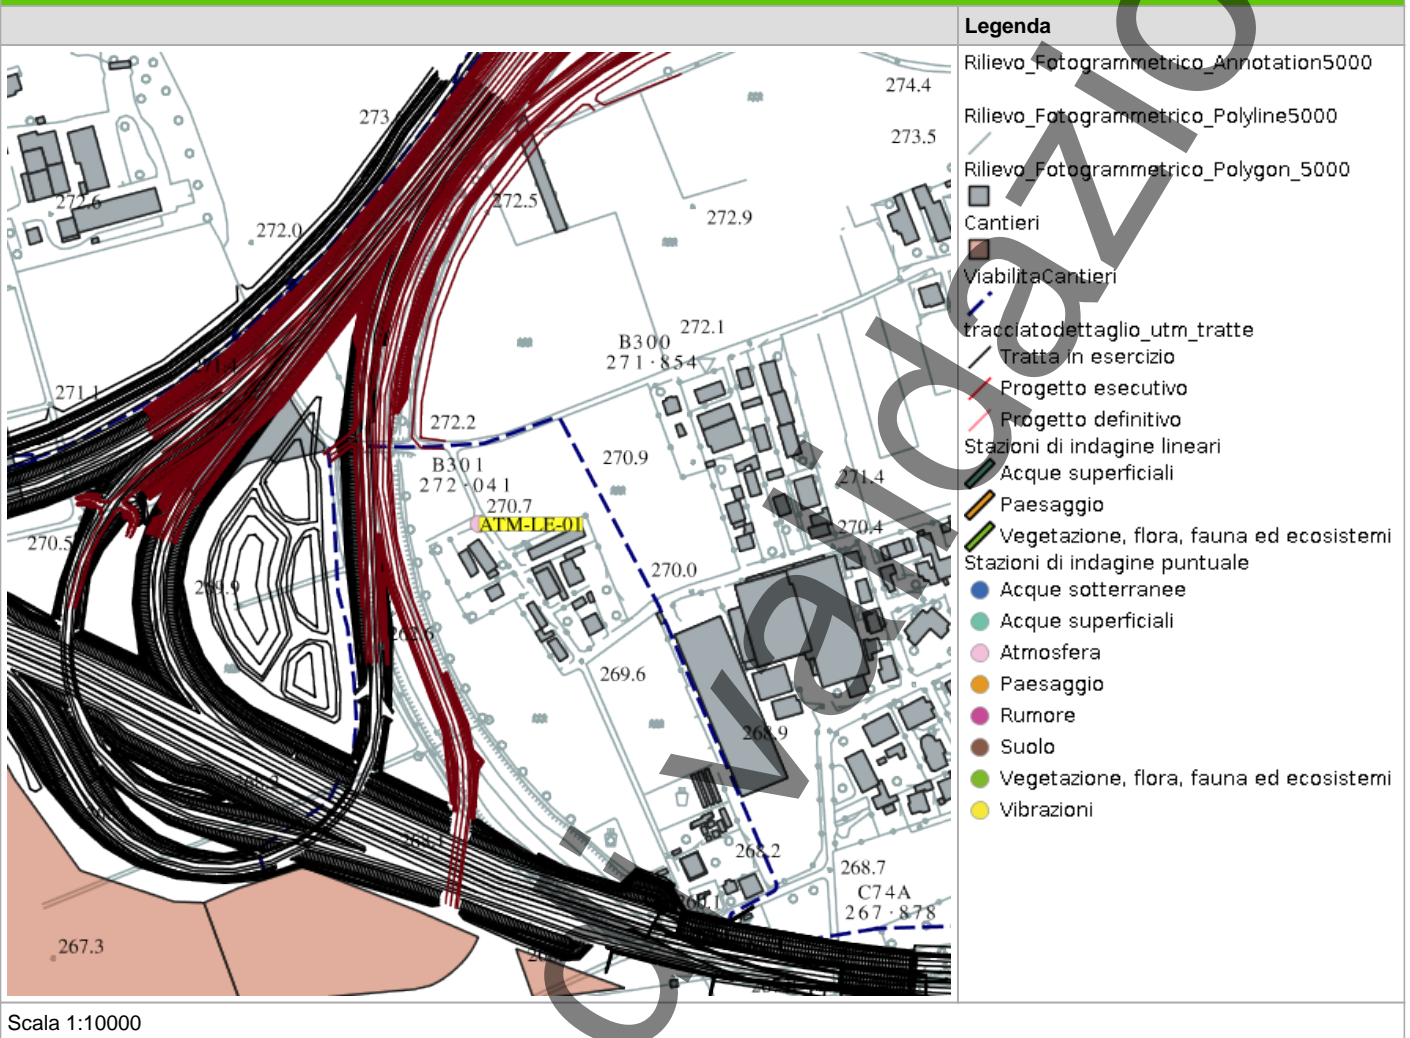 Legenda
Rilievo_Fotogrammetrico_Annotation5000
Rilievo_Fotogrammetrico_Polyline5000
Rilievo_Fotogrammetrico_Polygon_5000
Cantieri
ViabilitaCantieri
tracciatodettaglio_utm_tratte
Tratta in esercizio
Progetto esecutivo
Progetto definitivo
Stazioni di indagine lineari
Acque superficiali
Paesaggio
Vegetazione, flora, fauna ed ecosistemi
Stazioni di indagine puntuale
Acque sotterranee
Acque superficiali
Atmosfera
Paesaggio
Rumore
Suolo
Vegetazione, flora, fauna ed ecosistemi
Vibrazioni
274.4
273
273.5
272.6
272.5
272.9
272.0
272.1
B300
271·854
271.1
272.2
B301
272·041
270.9
271.4
270.7
ATM-LE-01
270.4
270.5
270.0
269.9
262.6
269.6
268.9
268.2
268.7
C74A
267·878
267.3
Scala 1:10000